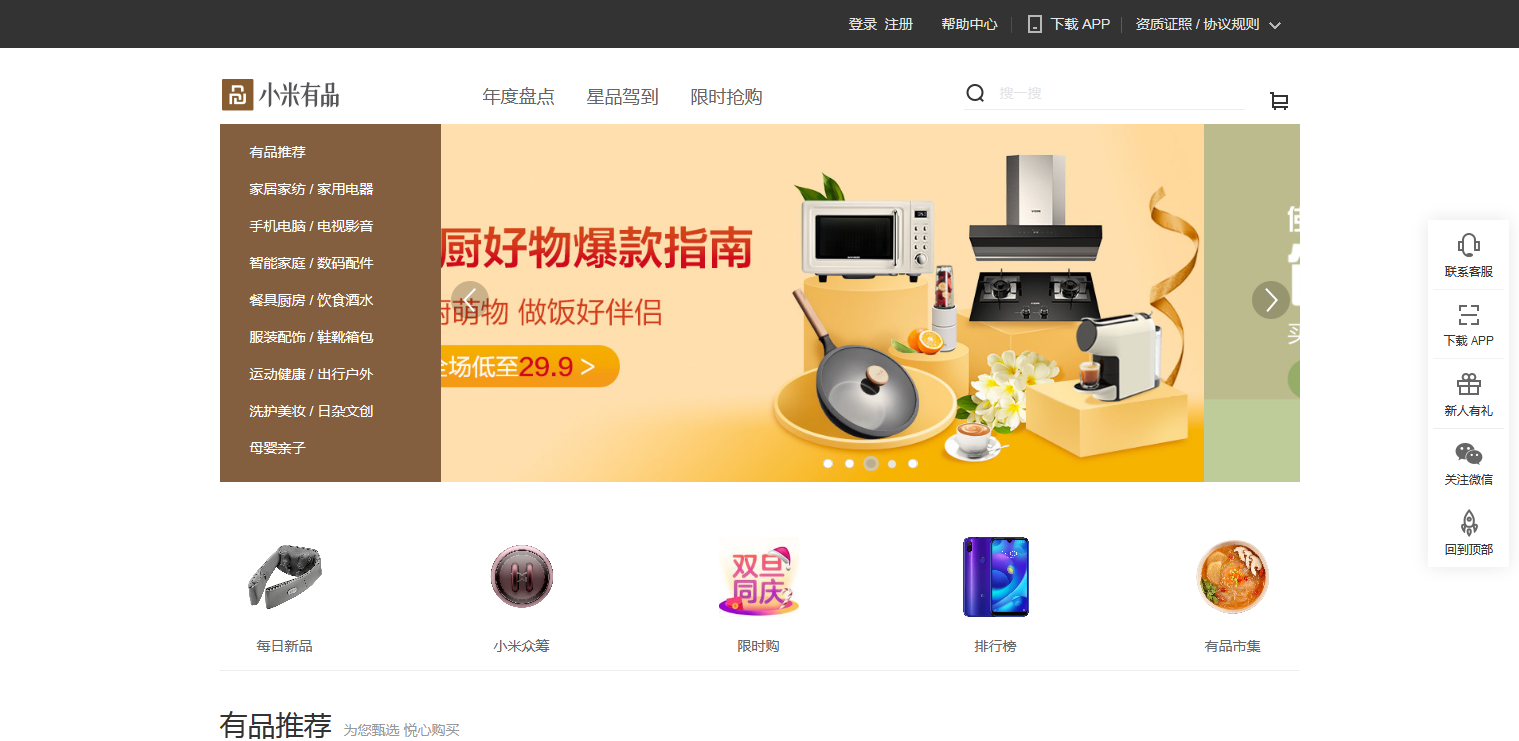 登录 注册 帮助中心 下载 APP 资质证照 / 协议规则
小米有品
年度盘点 星品驾到 限时抢购
搜一搜
有品推荐
家居家纺 / 家用电器
手机电脑 / 电视影音
智能家庭 / 数码配件
餐具厨房 / 饮食酒水
服装配饰 / 鞋靴箱包
运动健康 / 出行户外
洗护美妆 / 日杂文创
母婴亲子
厨好物爆款指南
厨萌物 做饭好伴侣
全场低至29.9 >
买
联系客服
下载 APP
新人有礼
关注微信
回到顶部
双旦
同庆
每日新品
小米众筹
限时购
排行榜
有品市集
有品推荐 为您甄选 悦心购买